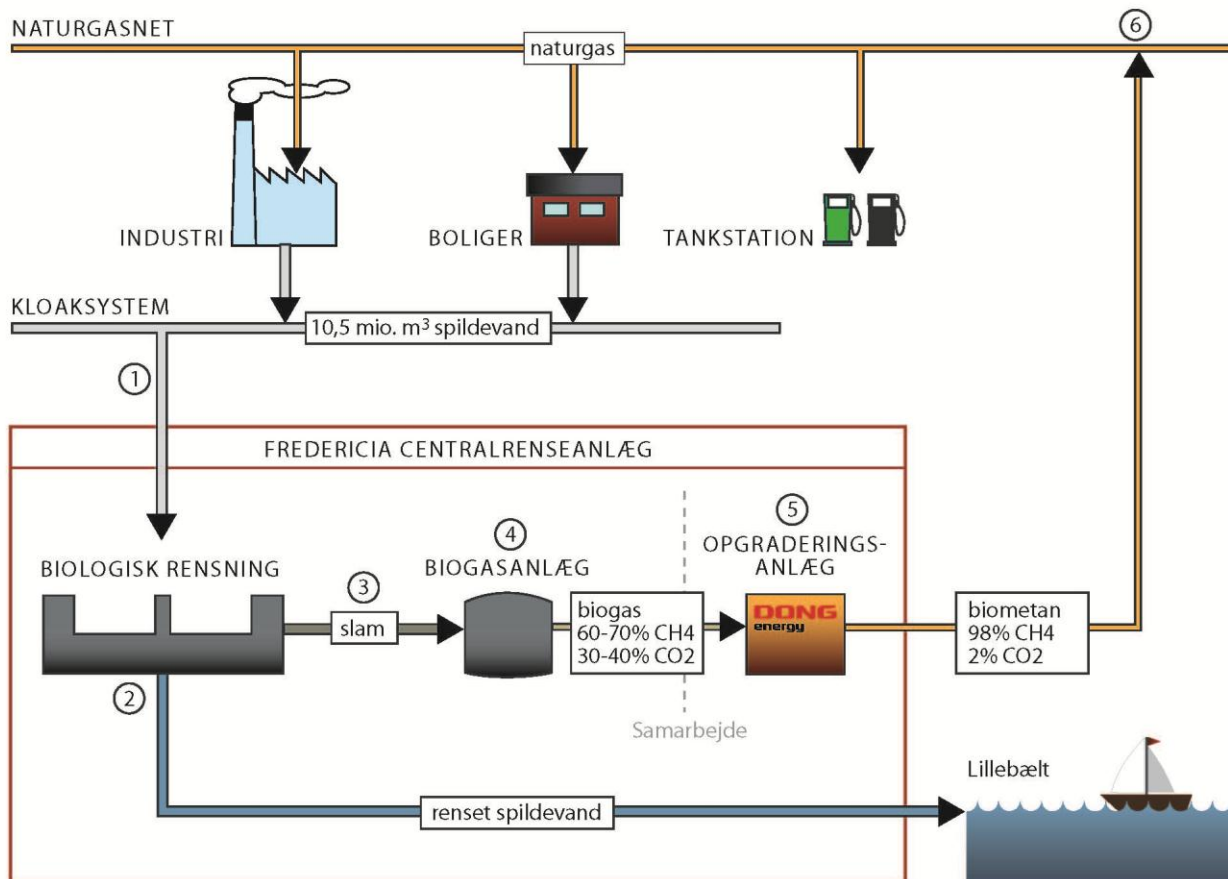 NATURGASNET
6
naturgas
INDUSTRI
BOLIGER
TANKSTATION
KLOAKSYSTEM
10,5 mio. m³ spildevand
1
FREDERICIA CENTRALRENSEANLÆG
5
4
OPGRADERINGS-
ANLÆG
BIOLOGISK RENSNING
3
BIOGASANLÆG
slam
biogas
60-70% CH4
30-40% CO2
DONG
energy
biometan
98% CH4
2% CO2
2
Samarbejde
Lillebælt
renset spildevand